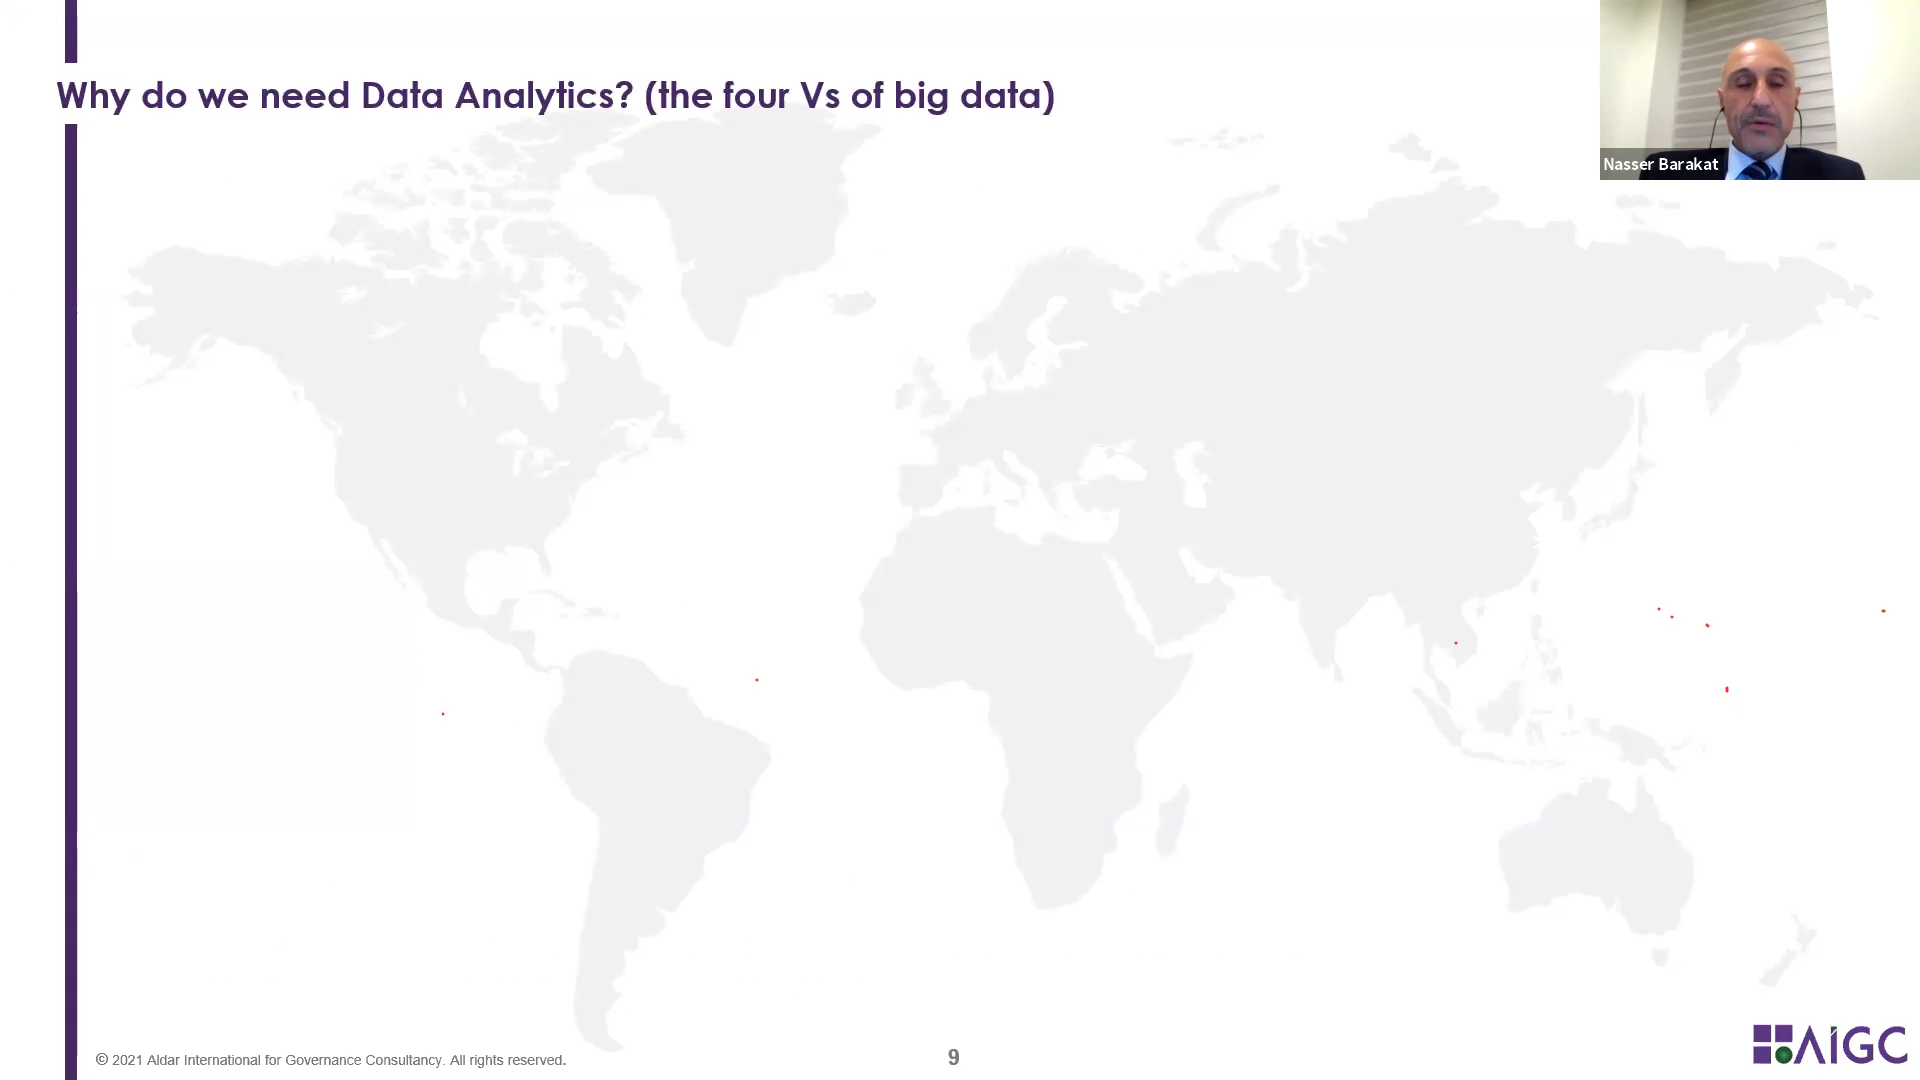 Why do we need Data Analytics? (the four Vs of big data)
Nasser Barakat
© 2021 Aldar International for Governance Consultancy. All rights reserved.
9
AIGC